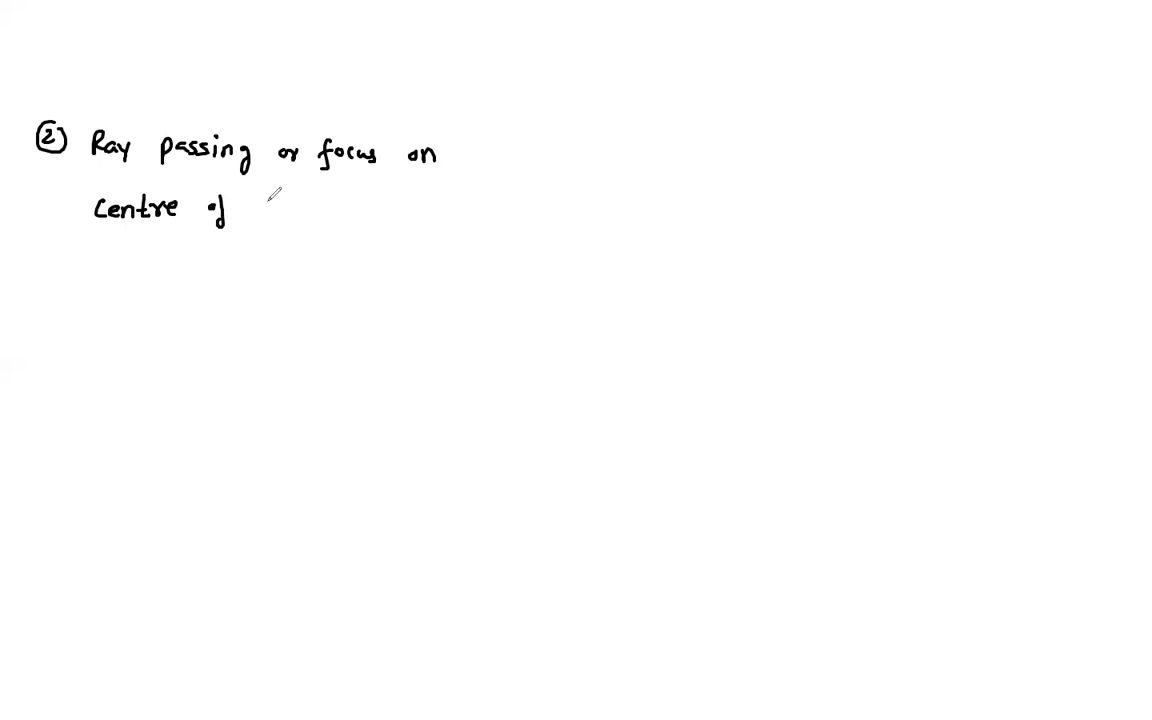 ② Ray passing or focus on
centre of